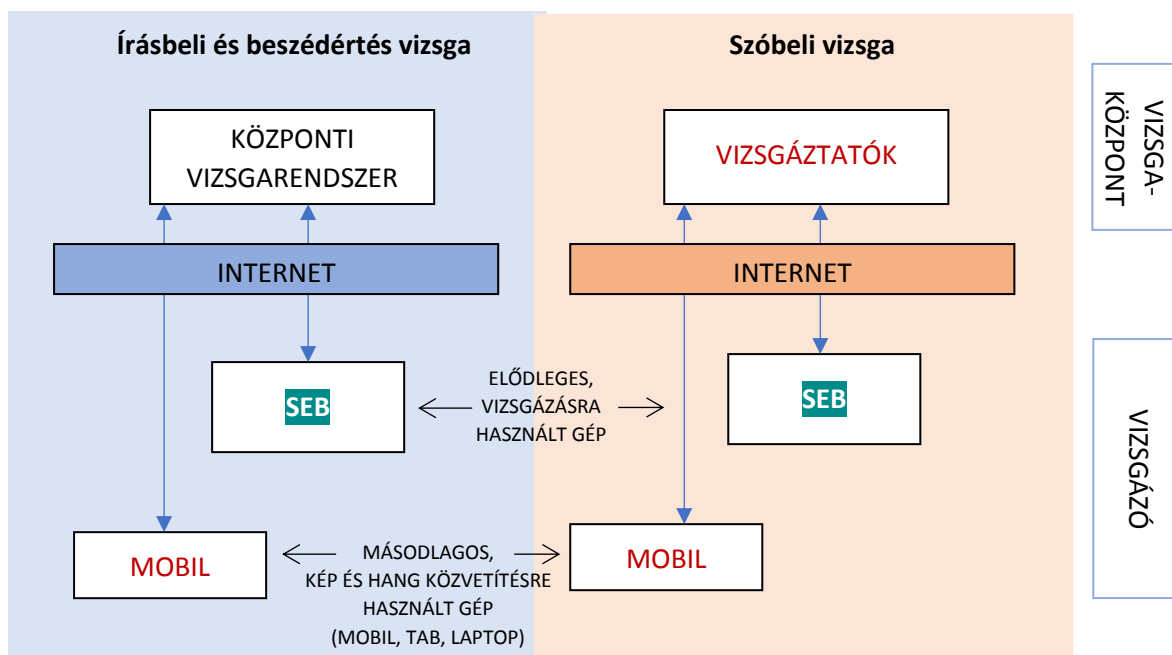 Írásbeli és beszédértés vizsga
Szóbeli vizsga
KÖZPONTI
VIZSGARENDSZER
VIZSGÁZTATÓK
VIZSGA-
KÖZPONT
INTERNET
INTERNET
SEB
ELŐDLEGES,
VIZSGÁZÁSRA
HASZNÁLT GÉP
SEB
VIZSGÁZÓ
MOBIL
MÁSODLAGOS,
KÉP ÉS HANG KÖZVETÍTÉSRE
HASZNÁLT GÉP
(MOBIL, TAB, LAPTOP)
MOBIL